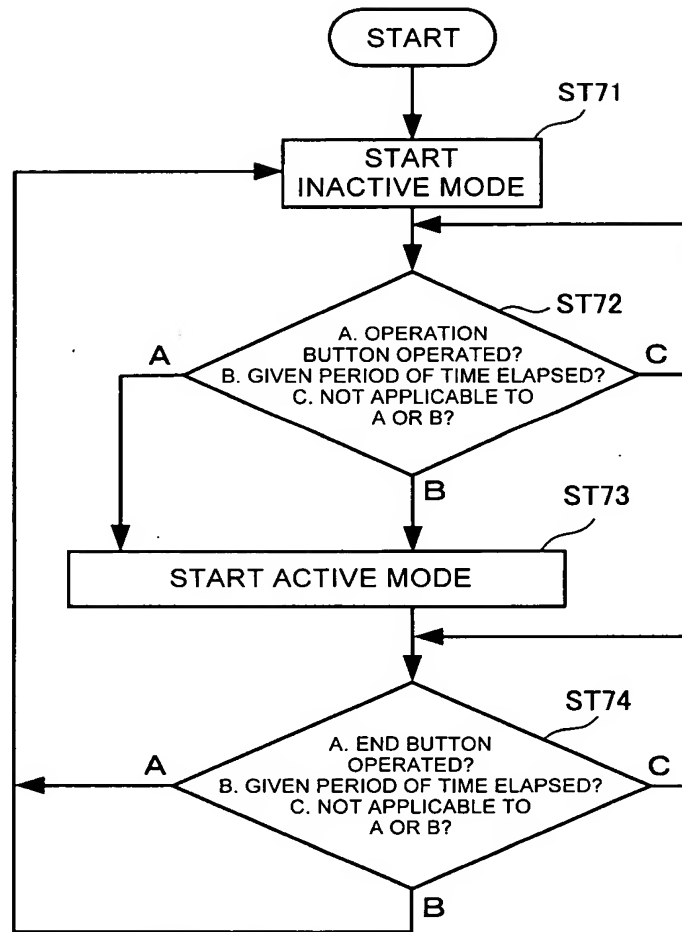 START
ST71
START
INACTIVE MODE
ST72
A. OPERATION
BUTTON OPERATED?
B. GIVEN PERIOD OF TIME ELAPSED?
C. NOT APPLICABLE TO
A OR B?
A
C
B
ST73
START ACTIVE MODE
ST74
A. END BUTTON
OPERATED?
B. GIVEN PERIOD OF TIME ELAPSED?
C. NOT APPLICABLE TO
A OR B?
A
C
B